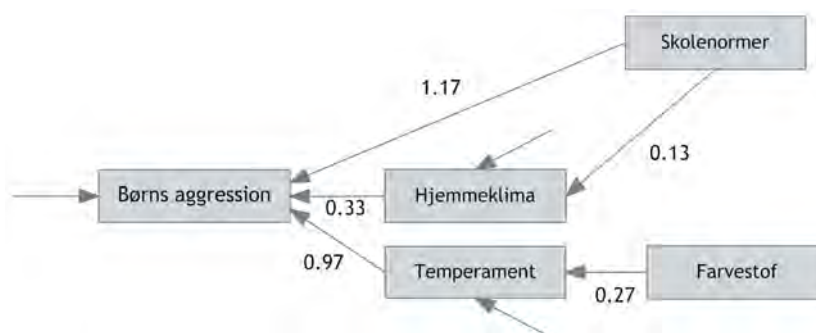 Skolenormer
1.17
0.13
Børns aggression
0.33
Hjemmeklima
0.97
Temperament
0.27
Farvestof